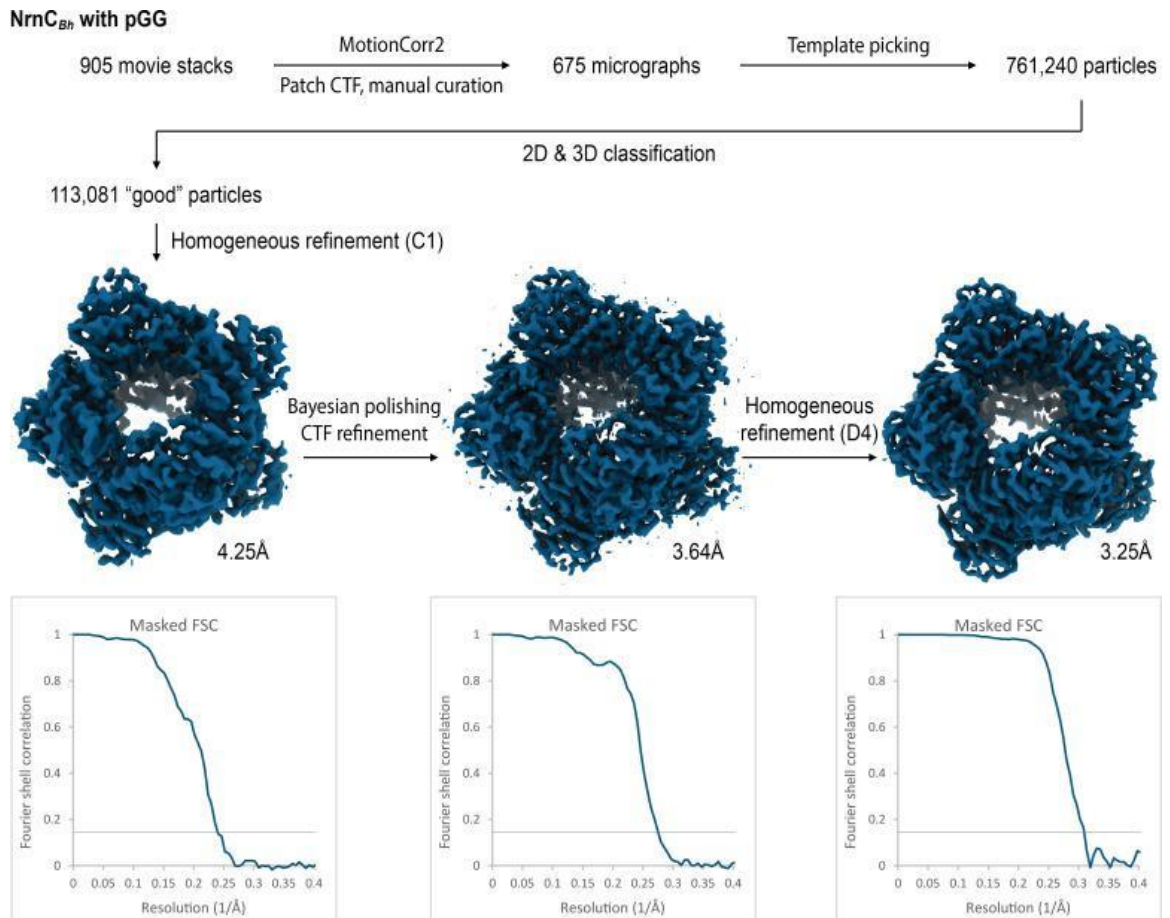 NrnC_Bh with pGG
905 movie stacks
MotionCorr2
Patch CTF, manual curation
675 micrographs
Template picking
761,240 particles
2D & 3D classification
113,081 “good” particles
Homogeneous refinement (C1)
Bayesian polishing
CTF refinement
Homogeneous
refinement (D4)
4.25Å
3.64Å
3.25Å
Masked FSC
Fourier shell correlation
1
0.8
0.6
0.4
0.2
0
0 0.05 0.1 0.15 0.2 0.25 0.3 0.35 0.4
Resolution (1/Å)
Masked FSC
Fourier shell correlation
1
0.8
0.6
0.4
0.2
0
0 0.05 0.1 0.15 0.2 0.25 0.3 0.35 0.4
Resolution (1/Å)
Masked FSC
Fourier shell correlation
1
0.8
0.6
0.4
0.2
0
0 0.05 0.1 0.15 0.2 0.25 0.3 0.35 0.4
Resolution (1/Å)